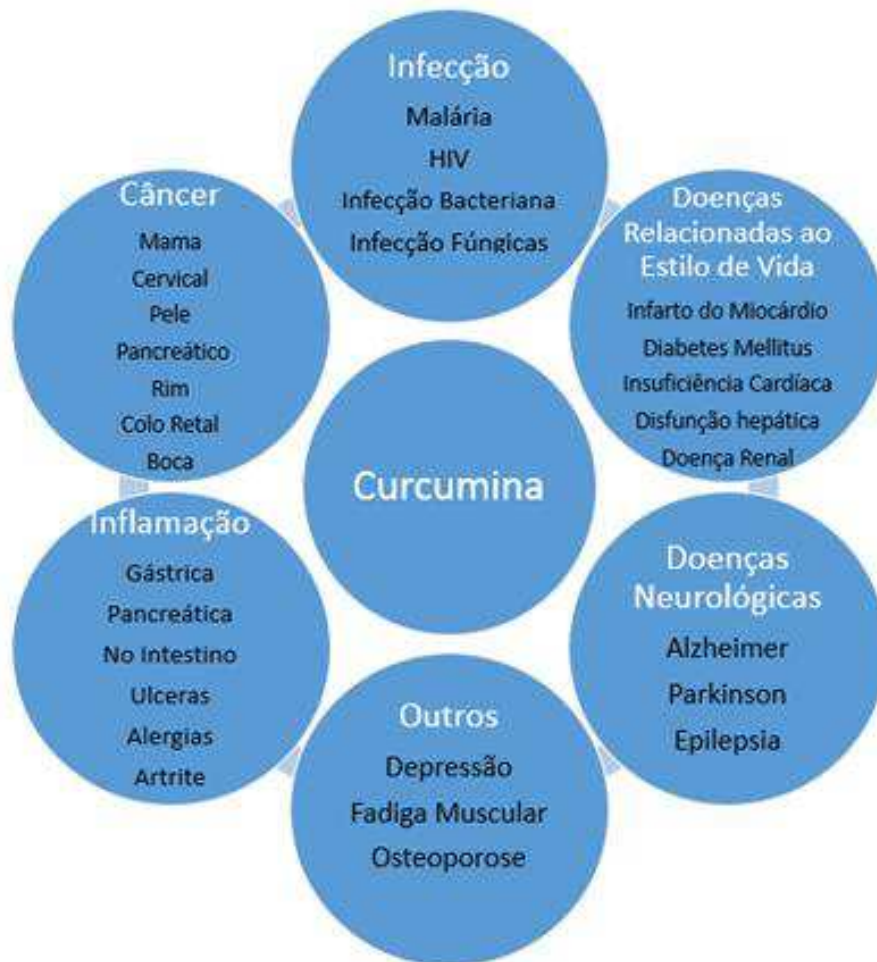 Infecção
Malária
HIV
Infecção Bacteriana
Infecção Fúngicas
Câncer
Mama
Cervical
Pele
Pancreático
Rim
Colo Retal
Boca
Doenças
Relacionadas ao
Estilo de Vida
Infarto do Miocárdio
Diabetes Mellitus
Insuficiência Cardíaca
Disfunção hepática
Doença Renal
Curcumina
Inflamação
Gástrica
Pancreática
No Intestino
Ulceras
Alergias
Artrite
Doenças
Neurológicas
Alzheimer
Parkinson
Epilepsia
Outros
Depressão
Fadiga Muscular
Osteoporose